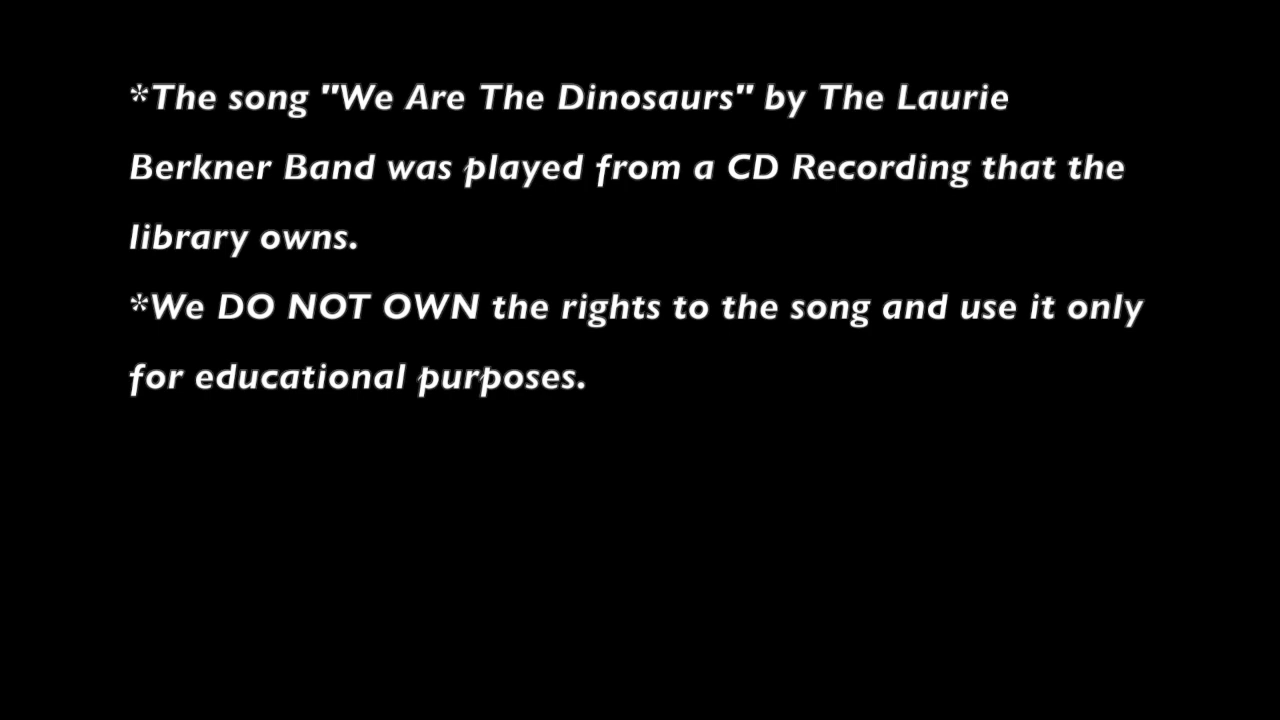 *The song "We Are The Dinosaurs" by The Laurie
Berkner Band was played from a CD Recording that the
library owns.
*We DO NOT OWN the rights to the song and use it only
for educational purposes.